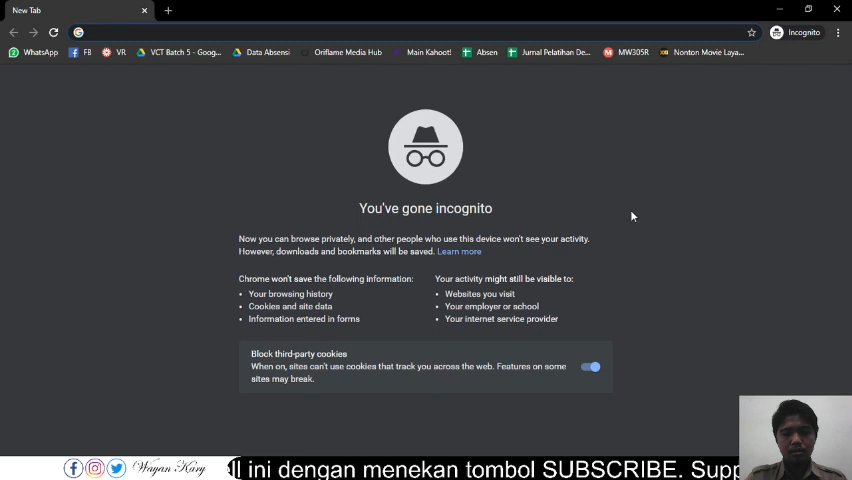 New Tab
Incognito
WhatsApp FB VR VCT Batch 5 - Goog... Data Absensi Oriflame Media Hub Main Kahoot! Absen Jurnal Pelatihan De... MW305R Nonton Movie Laya...
You've gone incognito
Now you can browse privately, and other people who use this device won't see your activity.
However, downloads and bookmarks will be saved. Learn more
Chrome won't save the following information:
• Your browsing history
• Cookies and site data
• Information entered in forms
Your activity might still be visible to:
• Websites you visit
• Your employer or school
• Your internet service provider
Block third-party cookies
When on, sites can't use cookies that track you across the web. Features on some
sites may break.
Wayan Kary
ini dengan menekan tombol SUBSCRIBE. Supp